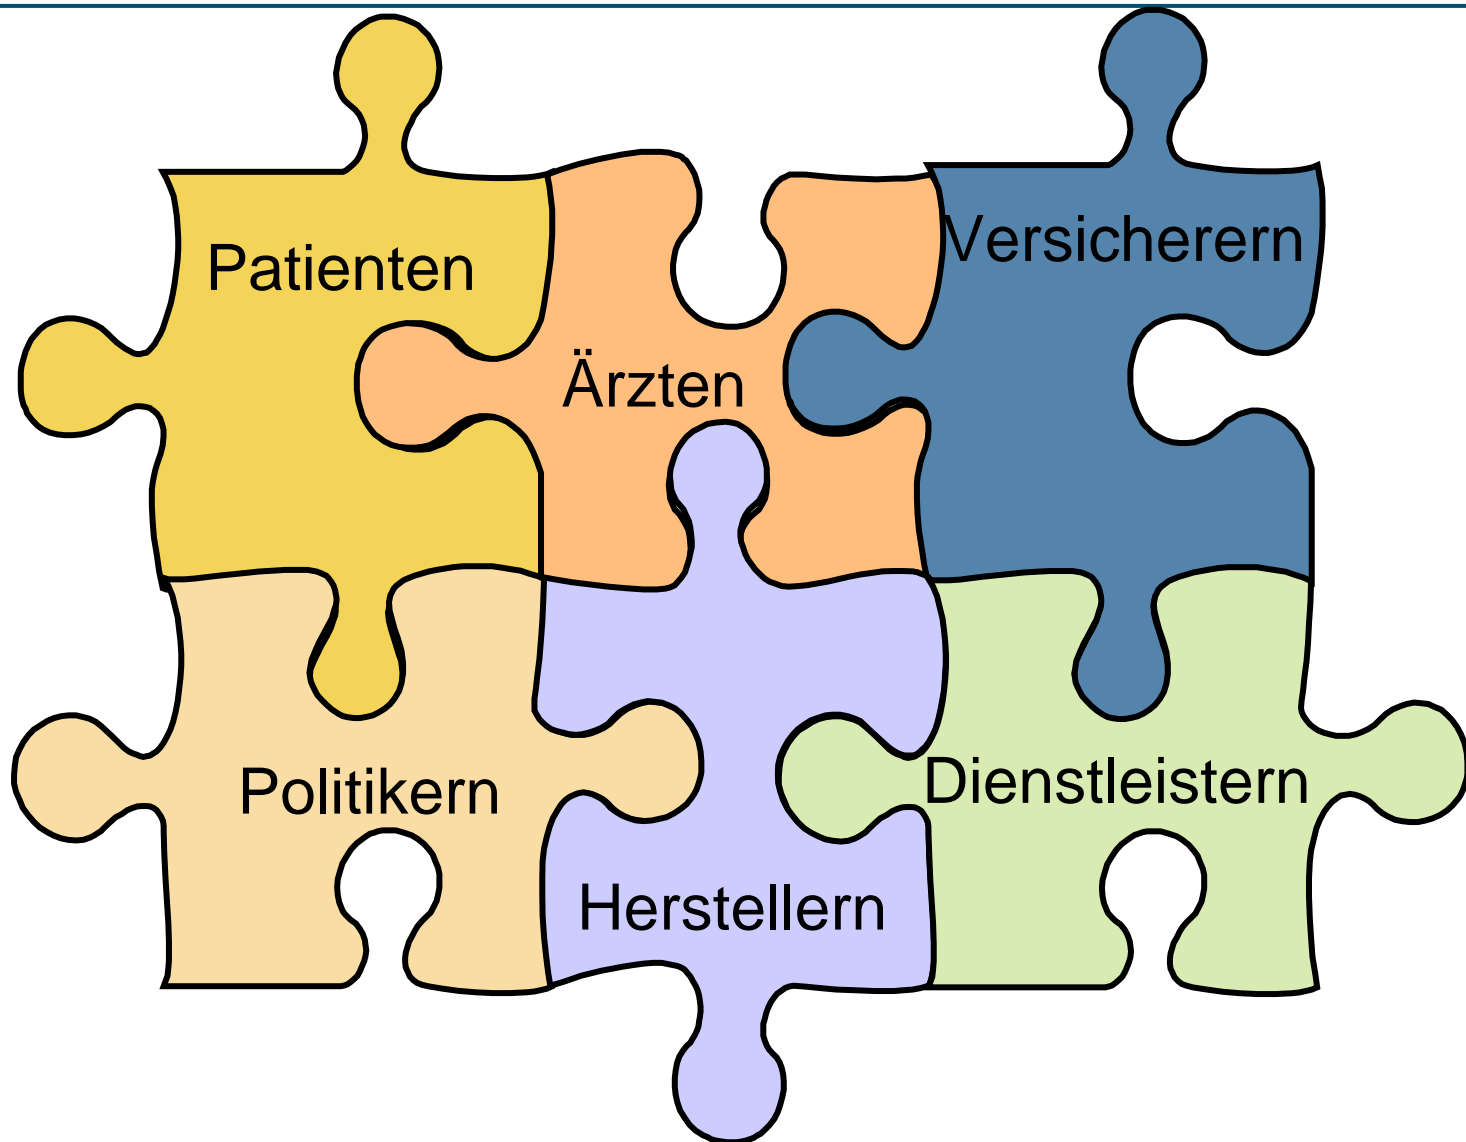 Patienten
Ärzten
Versicherern
Politikern
Herstellern
Dienstleistern